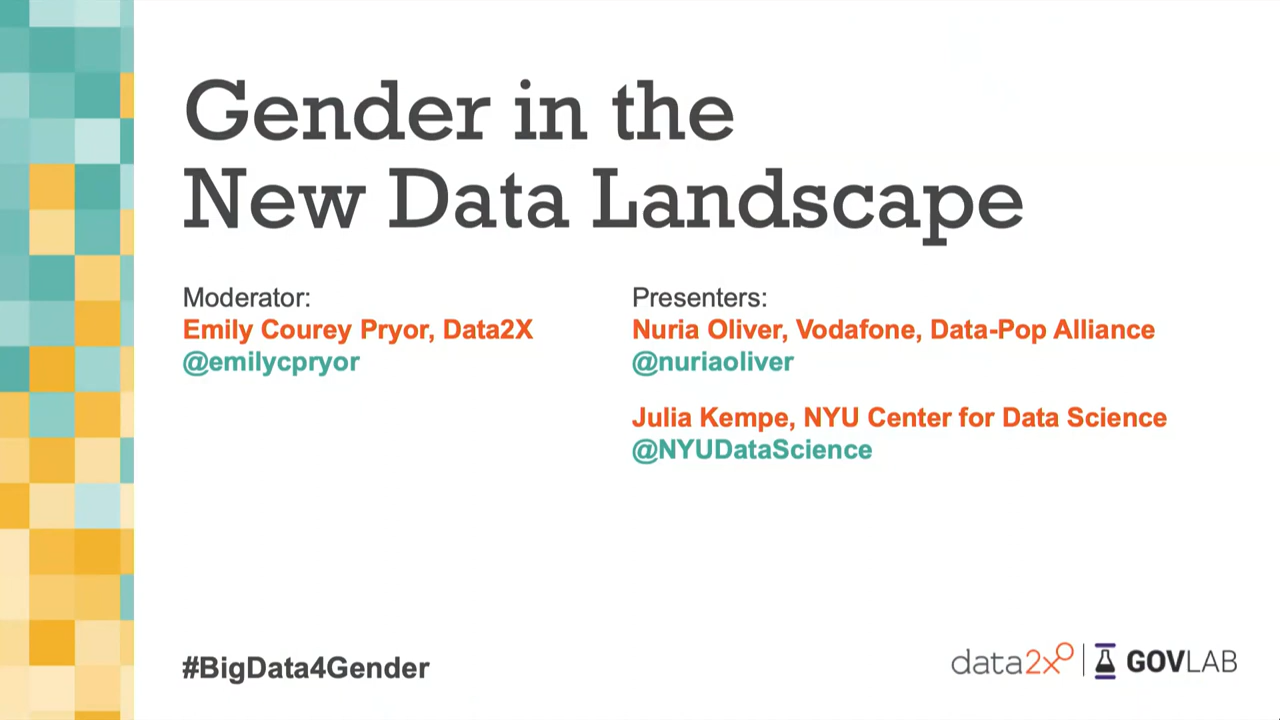 Gender in the
New Data Landscape
Moderator:
Emily Courey Pryor, Data2X
@emilycpryor
Presenters:
Nuria Oliver, Vodafone, Data-Pop Alliance
@nuriaoliver
Julia Kempe, NYU Center for Data Science
@NYUDataScience
#BigData4Gender
data2x
GOVLAB